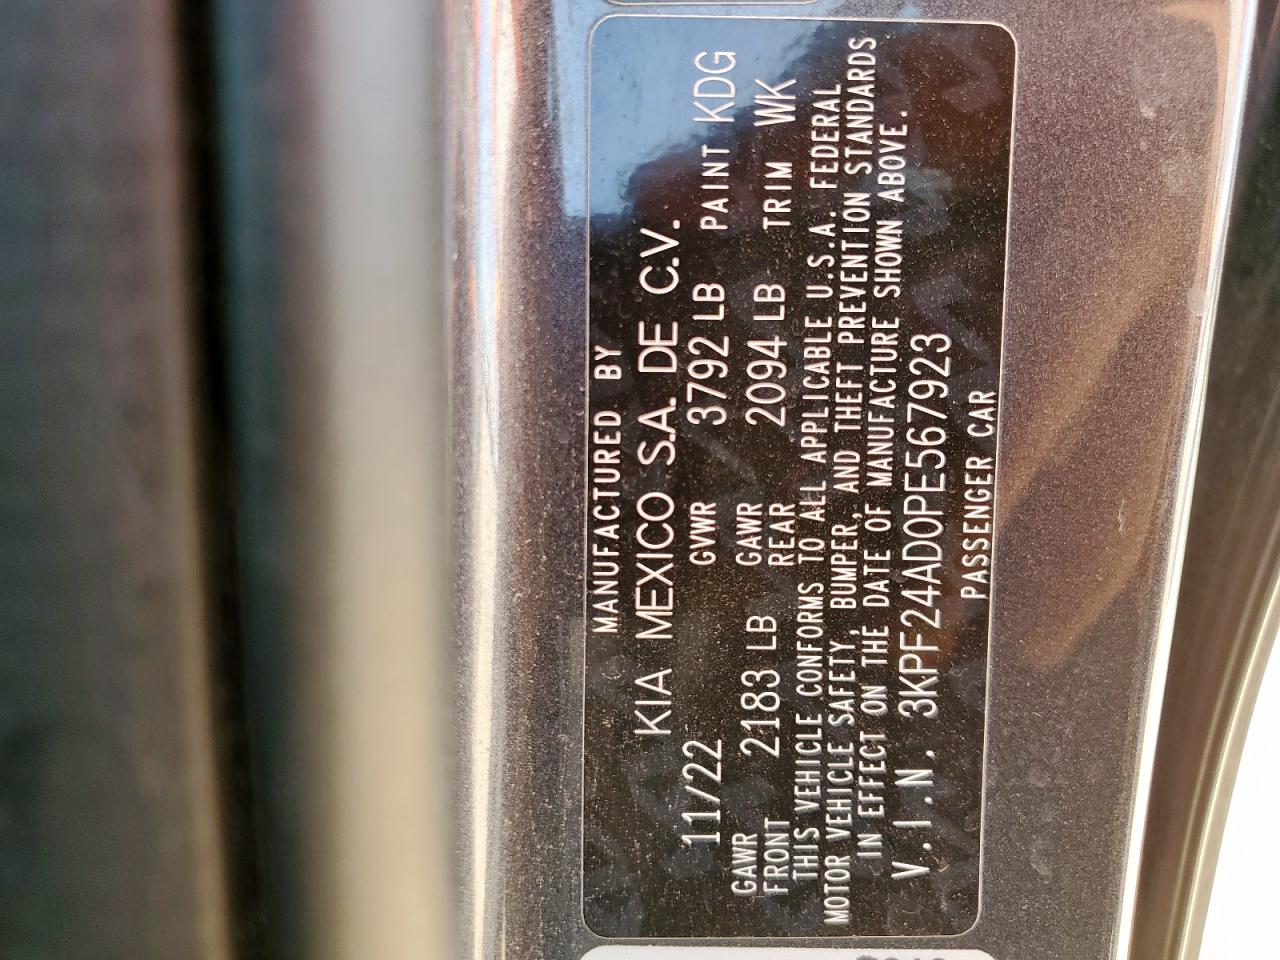 MANUFACTURED BY
KIA MEXICO S.A. DE C.V.
11/22 GVWR 3792 LB PAINT KDG
GAWR FRONT 2183 LB GAWR REAR 2094 LB TRIM WK
THIS VEHICLE CONFORMS TO ALL APPLICABLE U.S.A. FEDERAL
MOTOR VEHICLE SAFETY, BUMPER, AND THEFT PREVENTION STANDARDS
IN EFFECT ON THE DATE OF MANUFACTURE SHOWN ABOVE.
V.I.N. 3KPF24AD0PE567923
PASSENGER CAR